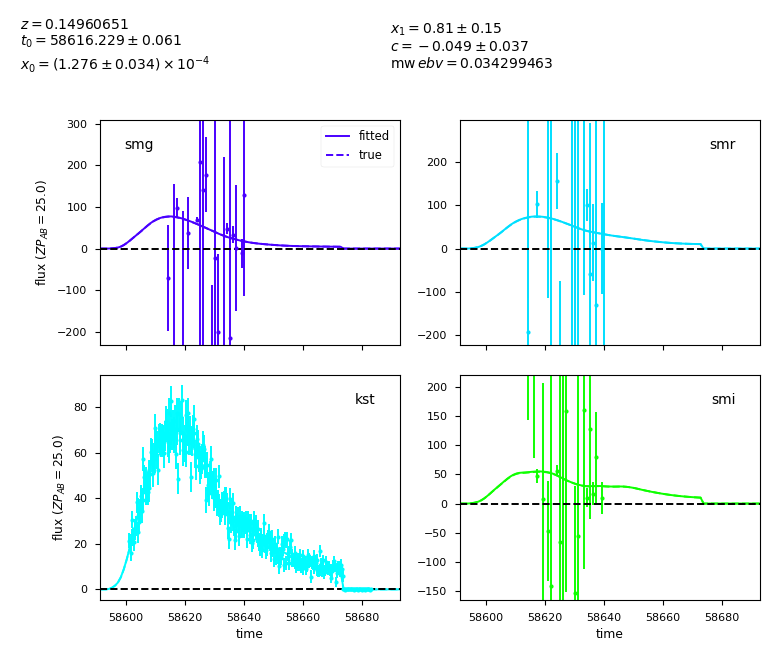 z = 0.14960651
t₀ = 58616.229 ± 0.061
x₀ = (1.276 ± 0.034) × 10⁻⁴
x₁ = 0.81 ± 0.15
c = −0.049 ± 0.037
mw ebv = 0.034299463
smg
fitted
true
300
200
100
0
−100
−200
flux (ZP_AB = 25.0)
smr
200
100
0
−100
−200
kst
80
60
40
20
0
flux (ZP_AB = 25.0)
58600 58620 58640 58660 58680
time
smi
200
150
100
50
0
−50
−100
−150
58600 58620 58640 58660 58680
time